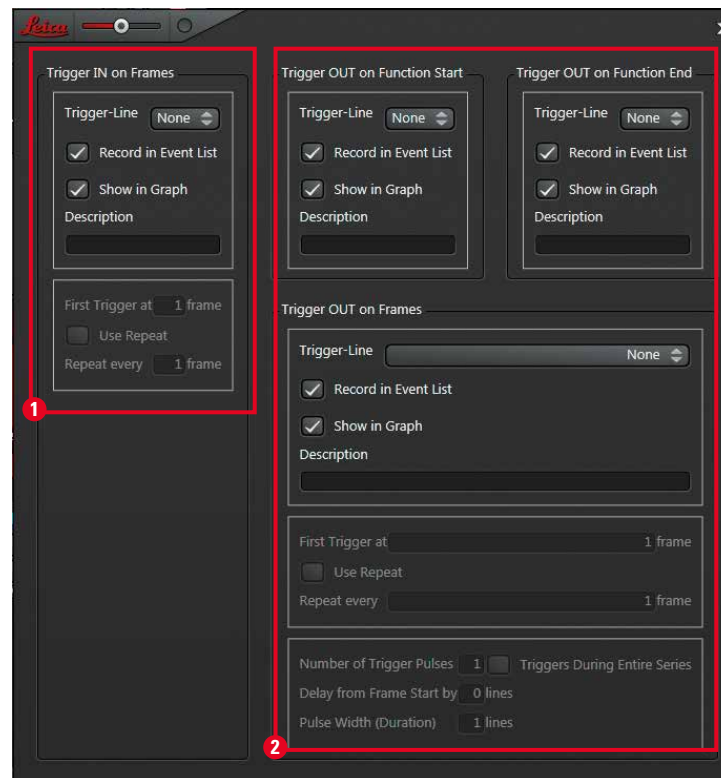 Leica
Trigger IN on Frames
Trigger-Line None
Record in Event List
Show in Graph
Description
First Trigger at 1 frame
Use Repeat
Repeat every 1 frame
1
Trigger OUT on Function Start
Trigger-Line None
Record in Event List
Show in Graph
Description
Trigger OUT on Function End
Trigger-Line None
Record in Event List
Show in Graph
Description
Trigger OUT on Frames
Trigger-Line None
Record in Event List
Show in Graph
Description
First Trigger at 1 frame
Use Repeat
Repeat every 1 frame
Number of Trigger Pulses 1 Triggers During Entire Series
Delay from Frame Start by 0 lines
Pulse Width (Duration) 1 lines
2